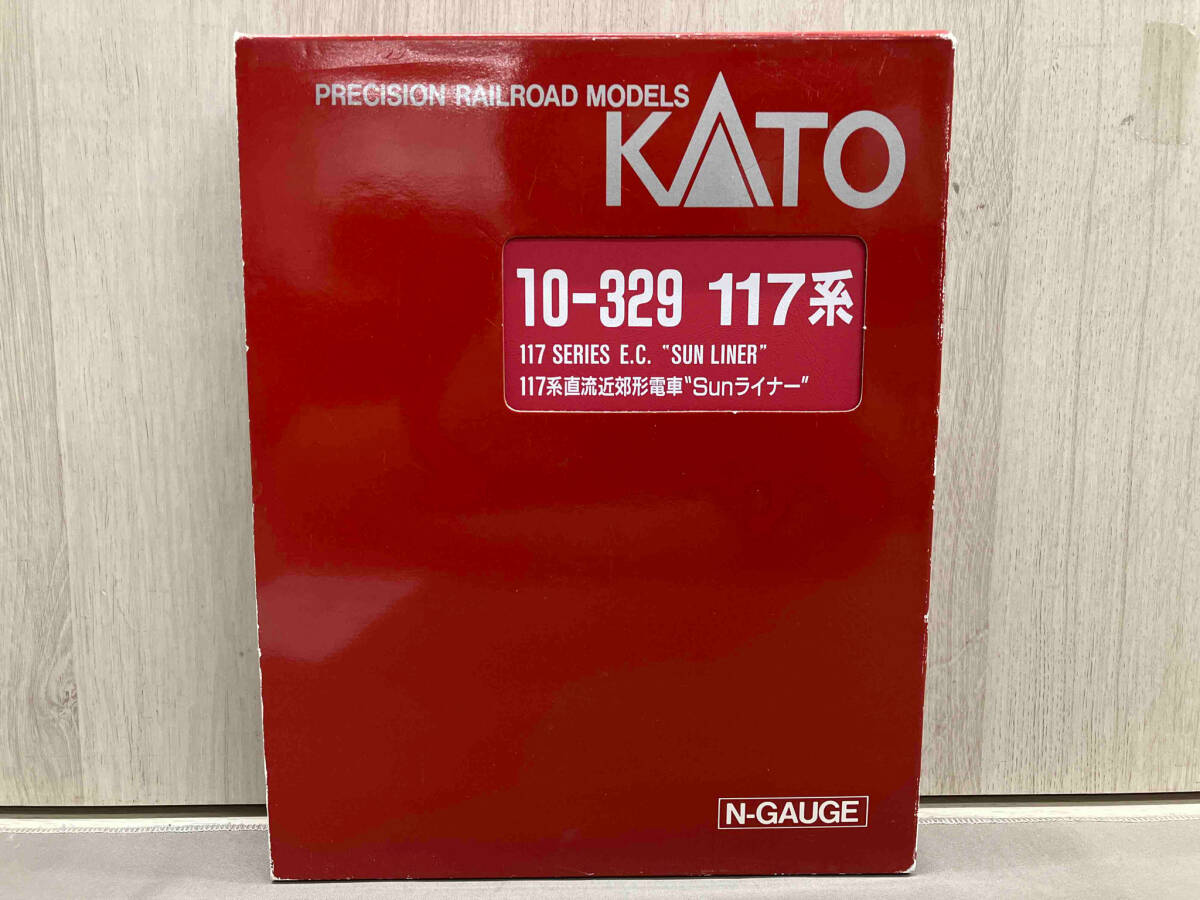 PRECISION RAILROAD MODELS
KATO
10-329 117系
117 SERIES E.C. "SUN LINER"
117系直流近郊形電車"Sunライナー"
N-GAUGE